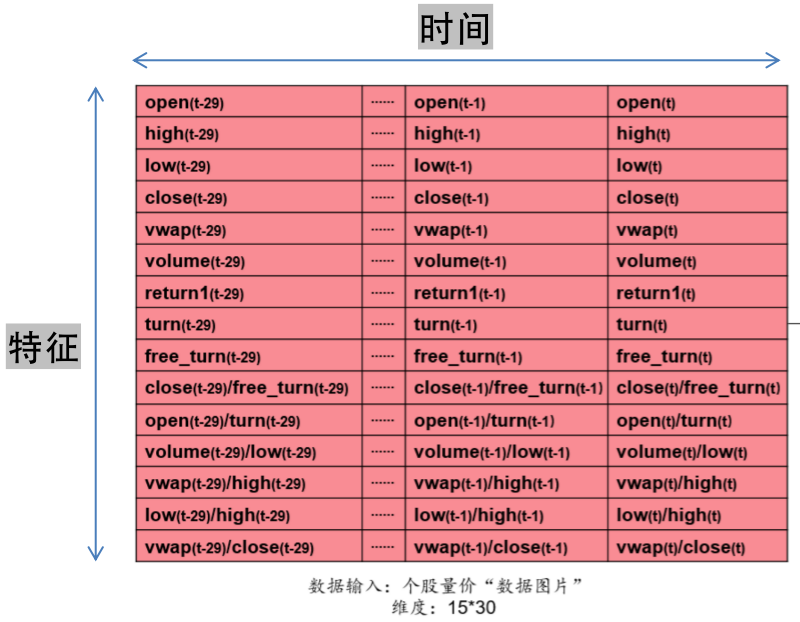 时间
特征
open(t-29) ······ open(t-1) open(t)
high(t-29) ······ high(t-1) high(t)
low(t-29) ······ low(t-1) low(t)
close(t-29) ······ close(t-1) close(t)
vwap(t-29) ······ vwap(t-1) vwap(t)
volume(t-29) ······ volume(t-1) volume(t)
return1(t-29) ······ return1(t-1) return1(t)
turn(t-29) ······ turn(t-1) turn(t)
free_turn(t-29) ······ free_turn(t-1) free_turn(t)
close(t-29)/free_turn(t-29) ······ close(t-1)/free_turn(t-1) close(t)/free_turn(t)
open(t-29)/turn(t-29) ······ open(t-1)/turn(t-1) open(t)/turn(t)
volume(t-29)/low(t-29) ······ volume(t-1)/low(t-1) volume(t)/low(t)
vwap(t-29)/high(t-29) ······ vwap(t-1)/high(t-1) vwap(t)/high(t)
low(t-29)/high(t-29) ······ low(t-1)/high(t-1) low(t)/high(t)
vwap(t-29)/close(t-29) ······ vwap(t-1)/close(t-1) vwap(t)/close(t)
数据输入：个股量价“数据图片”
维度：15*30